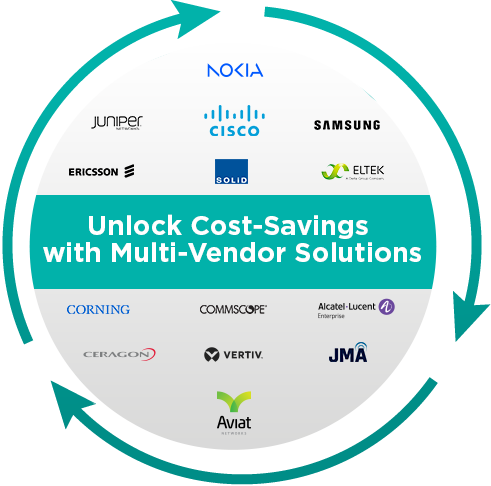 NOKIA
JUNIPER
NETWORKS
CISCO
SAMSUNG
ERICSSON
SOLiD
ELTEK
A Delta Group Company
Unlock Cost-Savings
with Multi-Vendor Solutions
CORNING
COMMSCOPE®
Alcatel-Lucent
Enterprise
CERAGON
VERTIV.
JMA
Aviat
NETWORKS